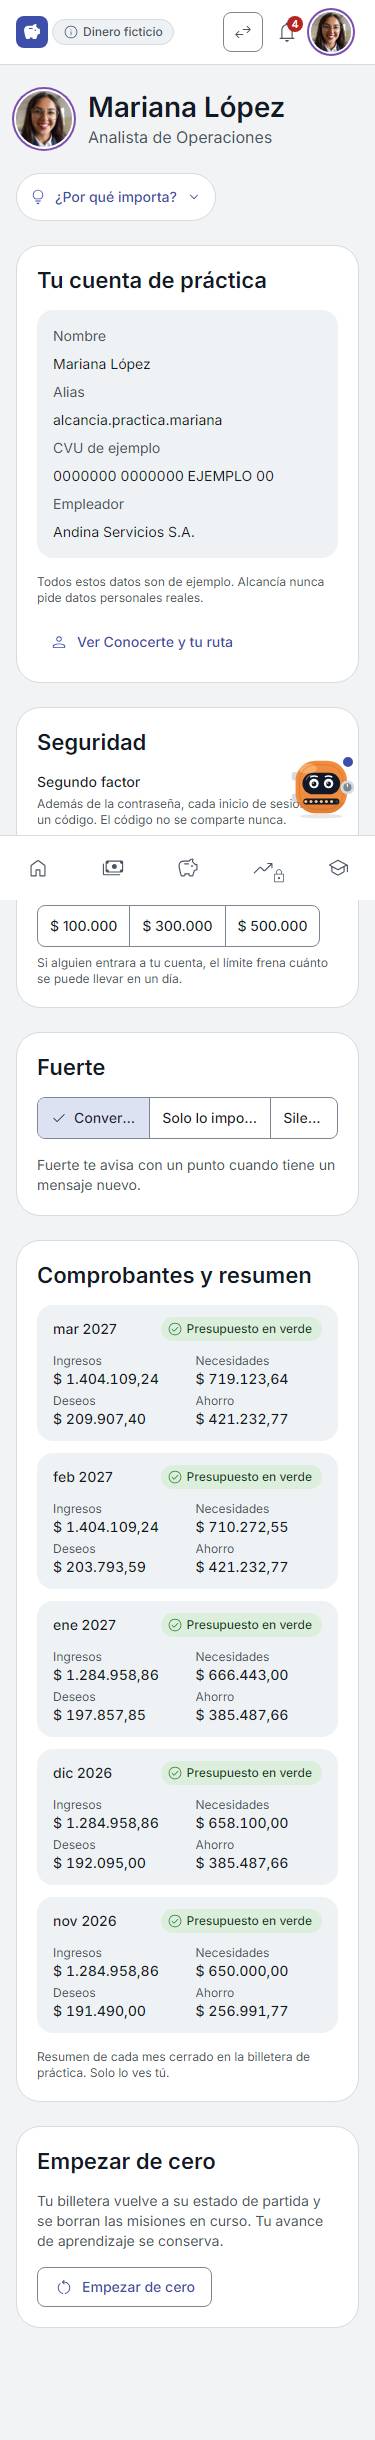 Dinero ficticio
4
Mariana López
Analista de Operaciones
¿Por qué importa?
Tu cuenta de práctica
Nombre
Mariana López
Alias
alcancia.practica.mariana
CVU de ejemplo
0000000 0000000 EJEMPLO 00
Empleador
Andina Servicios S.A.
Todos estos datos son de ejemplo. Alcancía nunca
pide datos personales reales.
Ver Conocerte y tu ruta
Seguridad
Segundo factor
Además de la contraseña, cada inicio de
un código. El código no se comparte nunca.
$ 100.000 $ 300.000 $ 500.000
Si alguien entrara a tu cuenta, el límite frena cuánto
se puede llevar en un día.
Fuerte
Conver... Solo lo impo... Sile...
Fuerte te avisa con un punto cuando tiene un
mensaje nuevo.
Comprobantes y resumen
mar 2027 Presupuesto en verde
Ingresos Necesidades
$ 1.404.109,24 $ 719.123,64
Deseos Ahorro
$ 209.907,40 $ 421.232,77
feb 2027 Presupuesto en verde
Ingresos Necesidades
$ 1.404.109,24 $ 710.272,55
Deseos Ahorro
$ 203.793,59 $ 421.232,77
ene 2027 Presupuesto en verde
Ingresos Necesidades
$ 1.284.958,86 $ 666.443,00
Deseos Ahorro
$ 197.857,85 $ 385.487,66
dic 2026 Presupuesto en verde
Ingresos Necesidades
$ 1.284.958,86 $ 658.100,00
Deseos Ahorro
$ 192.095,00 $ 385.487,66
nov 2026 Presupuesto en verde
Ingresos Necesidades
$ 1.284.958,86 $ 650.000,00
Deseos Ahorro
$ 191.490,00 $ 256.991,77
Resumen de cada mes cerrado en la billetera de
práctica. Solo lo ves tú.
Empezar de cero
Tu billetera vuelve a su estado de partida y
se borran las misiones en curso. Tu avance
de aprendizaje se conserva.
Empezar de cero